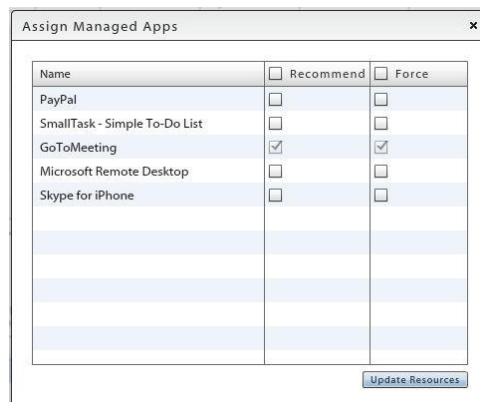 Assign Managed Apps ×
Name Recommend Force
PayPal
SmallTask - Simple To-Do List
GoToMeeting
Microsoft Remote Desktop
Skype for iPhone
Update Resources